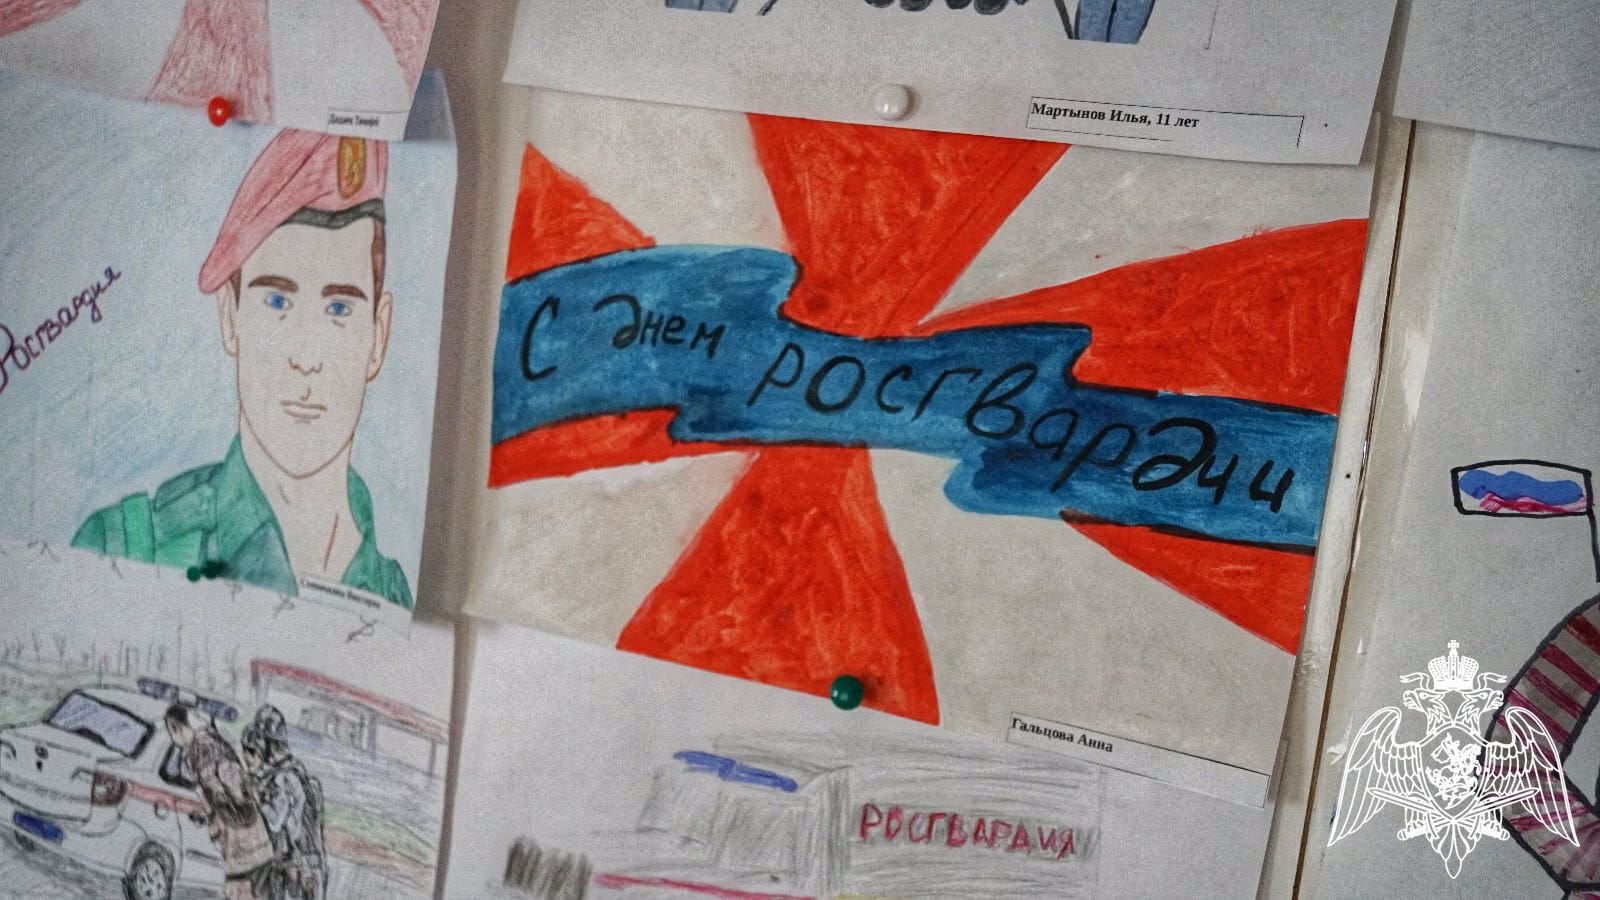 Мартынов Илья, 11 лет
Росгвардия
С Днем
РОСГВАРДИИ
Гальцова Анна
РОСГВАРДИЯ